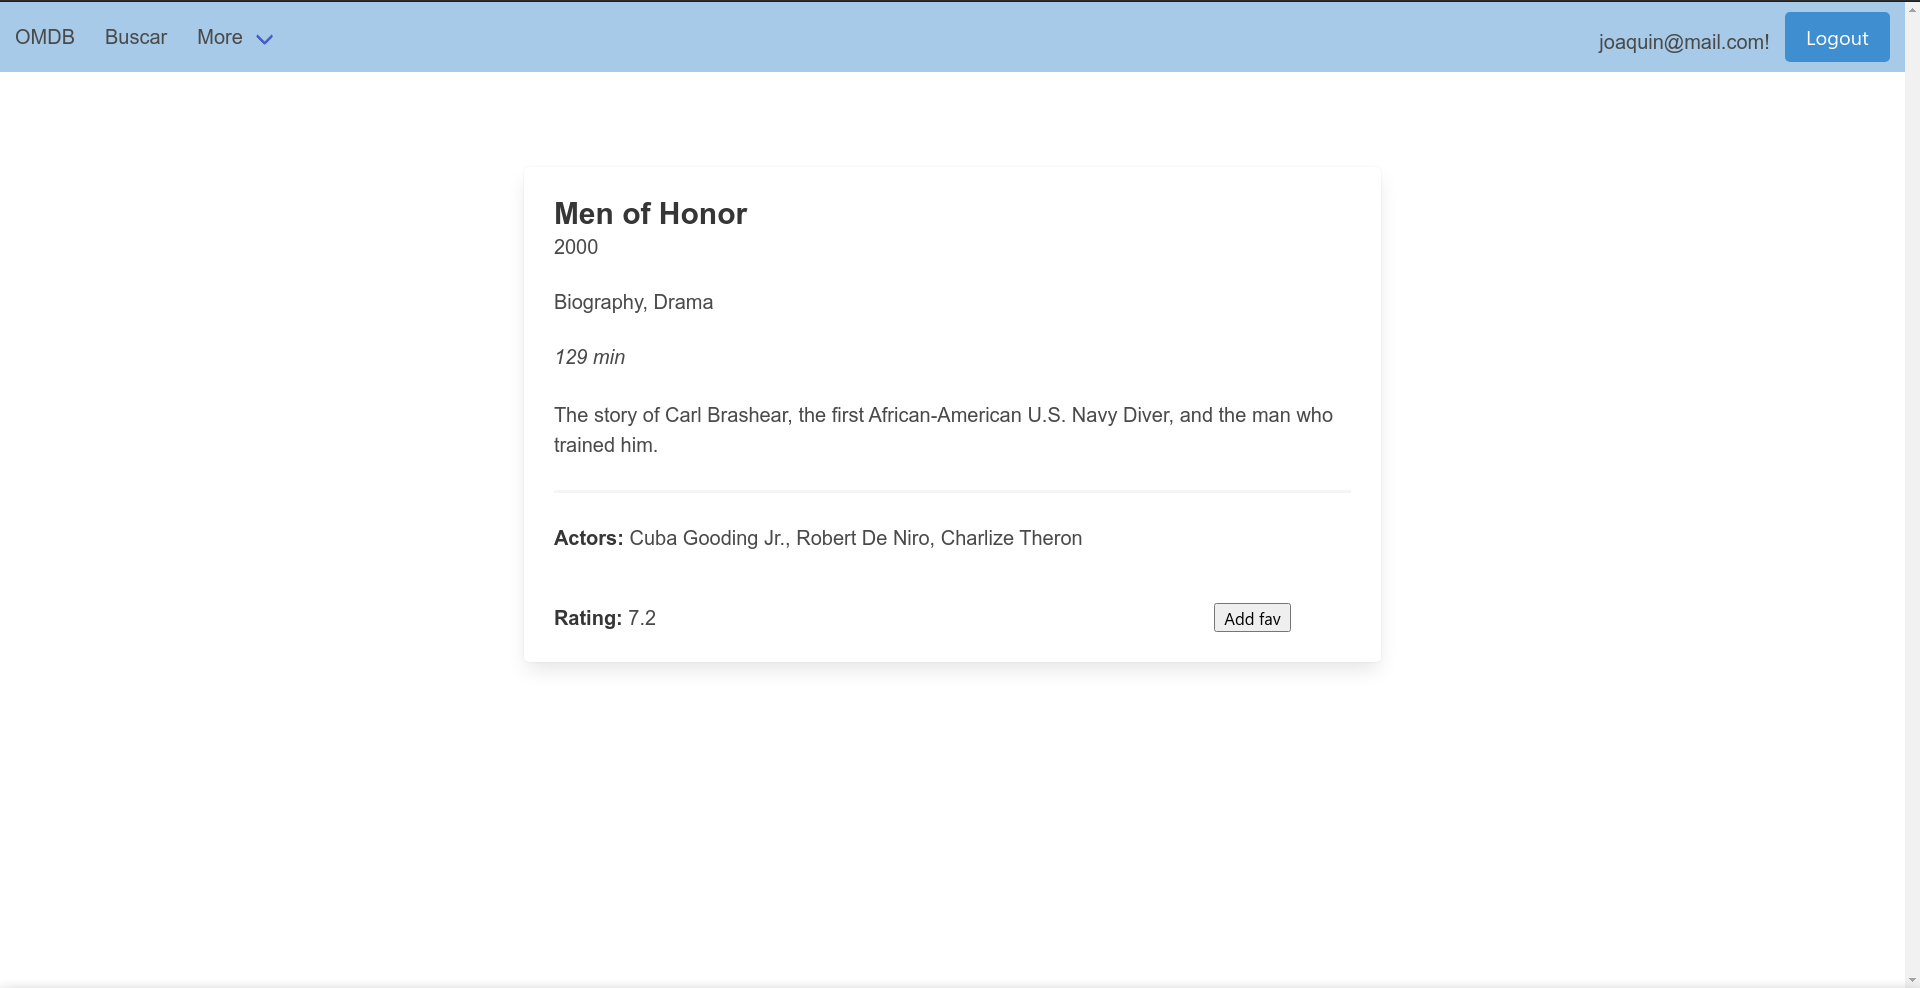 OMDB Buscar More joaquin@mail.com! Logout
Men of Honor
2000
Biography, Drama
129 min
The story of Carl Brashear, the first African-American U.S. Navy Diver, and the man who
trained him.
Actors: Cuba Gooding Jr., Robert De Niro, Charlize Theron
Rating: 7.2 Add fav